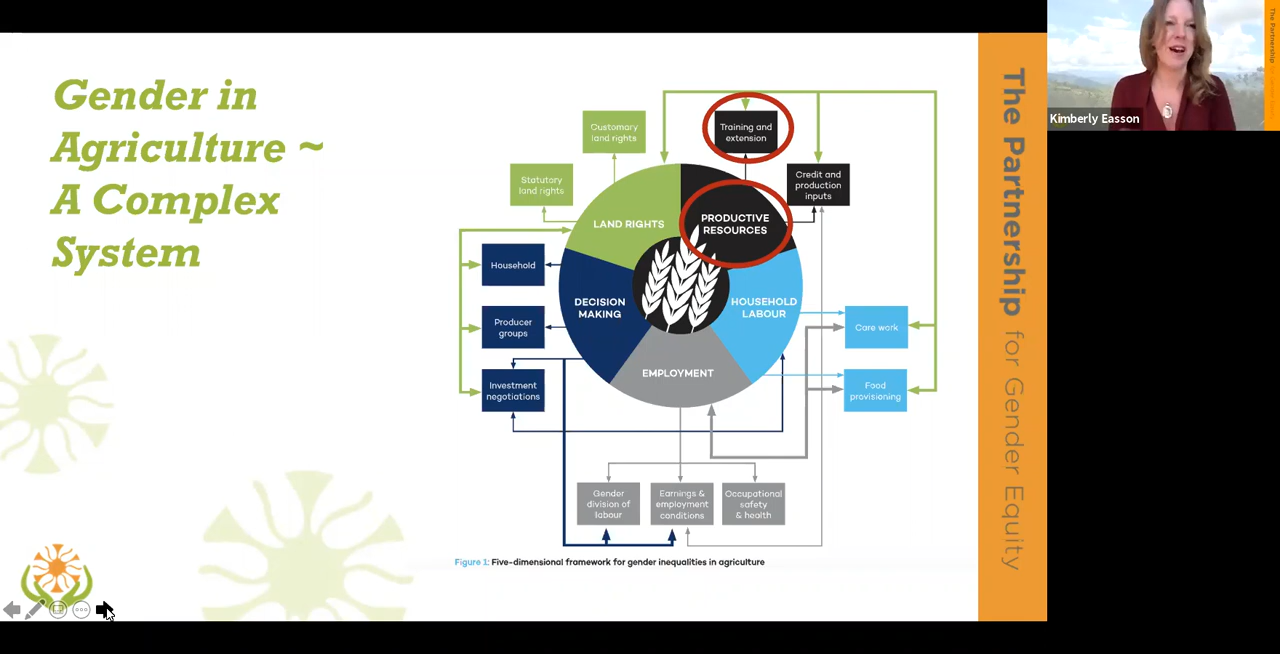 Gender in
Agriculture ~
A Complex
System
Customary
land rights
Training and
extension
Statutory
land rights
Credit and
production
inputs
LAND RIGHTS
PRODUCTIVE
RESOURCES
Household
DECISION
MAKING
HOUSEHOLD
LABOUR
Producer
groups
Care work
EMPLOYMENT
Investment
negotiations
Food
provisioning
Gender
division of
labour
Earnings &
employment
conditions
Occupational
safety
& health
Figure 1: Five-dimensional framework for gender inequalities in agriculture
The Partnership for Gender Equity
Kimberly Easson
The Partnership